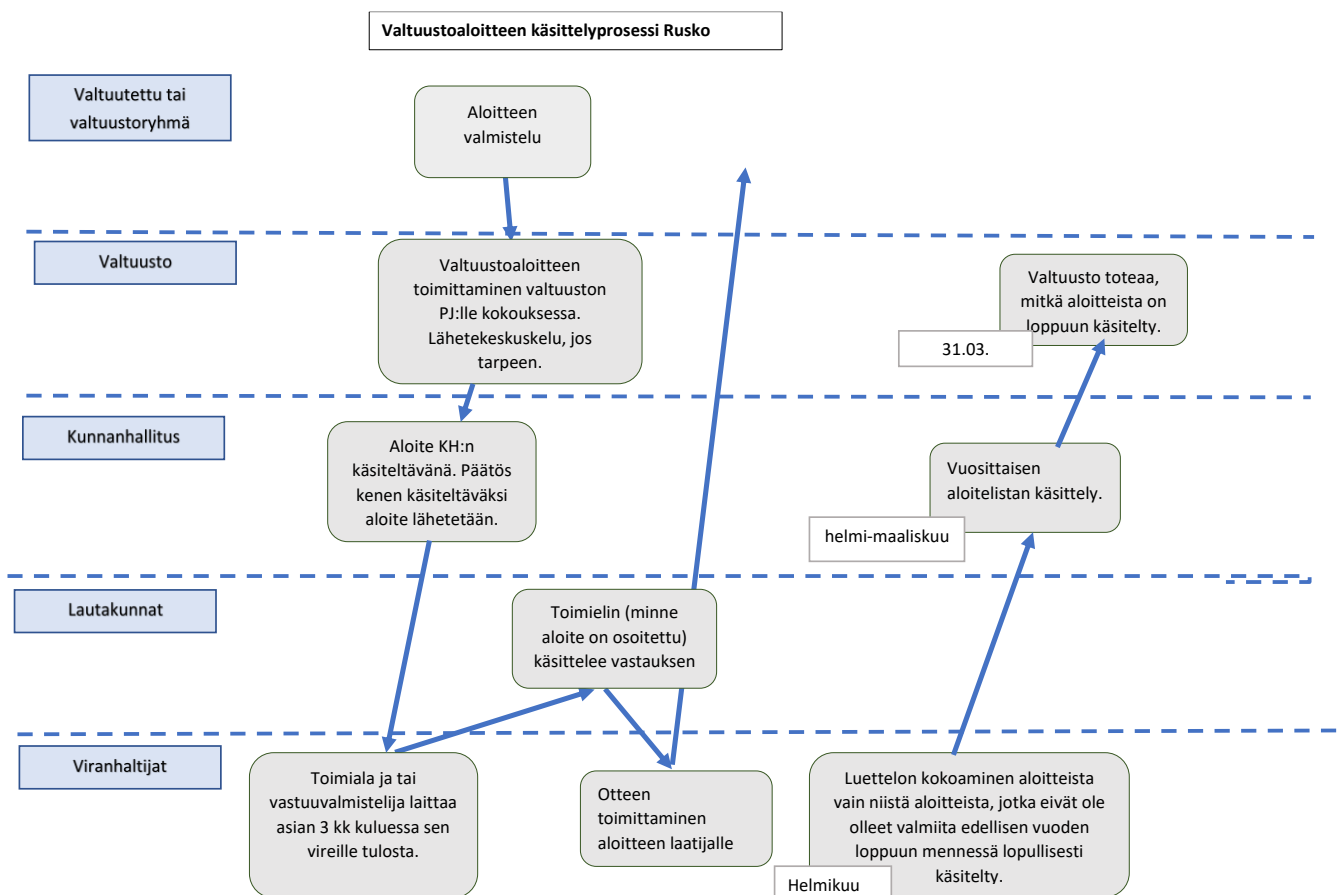 Valtuustoaloitteen käsittelyprosessi Rusko
Valtuutettu tai
valtuustoryhmä
Aloitteen
valmistelu
Valtuusto
Valtuustoaloitteen
toimittaminen valtuuston
PJ:lle kokouksessa.
Lähetekeskuskelu, jos
tarpeen.
Valtuusto toteaa,
mitkä aloitteista on
loppuun käsitelty.
31.03.
Kunnanhallitus
Aloite KH:n
käsiteltävänä. Päätös
kenen käsiteltäväksi
aloite lähetetään.
Vuosittaisen
aloitelistan käsittely.
helmi-maaliskuu
Lautakunnat
Toimielin (minne
aloite on osoitettu)
käsittelee vastauksen
Viranhaltijat
Toimiala ja tai
vastuuvalmistelija laittaa
asian 3 kk kuluessa sen
vireille tulosta.
Otteen
toimittaminen
aloitteen laatijalle
Luettelon kokoaminen aloitteista
vain niistä aloitteista, jotka eivät ole
olleet valmiita edellisen vuoden
loppuun mennessä lopullisesti
käsitelty.
Helmikuu